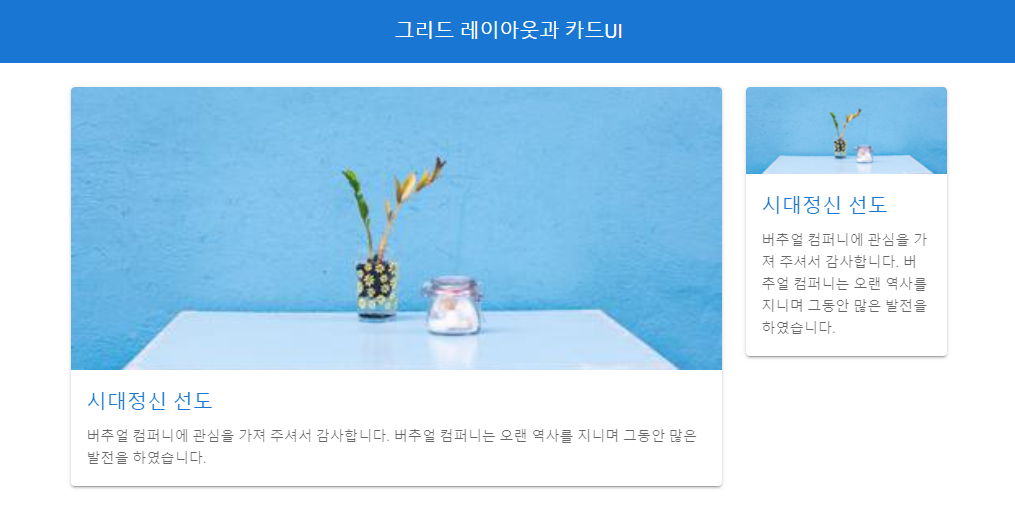 그리드 레이아웃과 카드UI
시대정신 선도
버추얼 컴퍼니에 관심을 가져 주셔서 감사합니다. 버추얼 컴퍼니는 오랜 역사를 지니며 그동안 많은
발전을 하였습니다.
시대정신 선도
버추얼 컴퍼니에 관심을 가
져 주셔서 감사합니다. 버
추얼 컴퍼니는 오랜 역사를
지니며 그동안 많은 발전을
하였습니다.